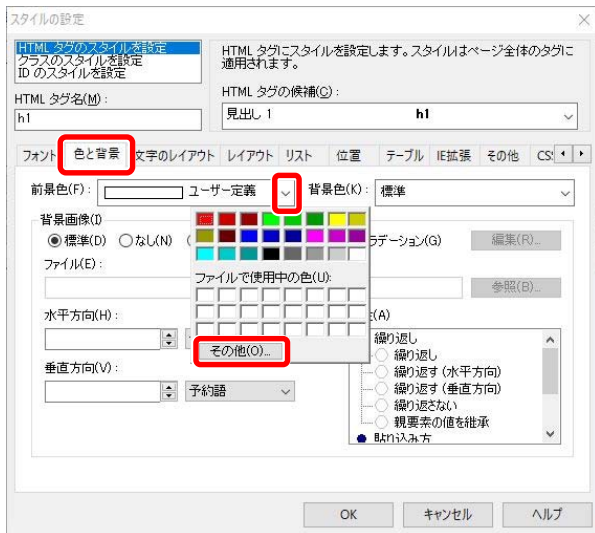 スタイルの設定
HTML タグのスタイルを設定
クラスのスタイルを設定
ID のスタイルを設定
HTML タグにスタイルを設定します。スタイルはページ全体のタグに
適用されます。
HTML タグ名(M)：
HTML タグの候補(C)：
h1
見出し 1 h1
フォント 色と背景 文字のレイアウト レイアウト リスト 位置 テーブル IE拡張 その他 CS
前景色(F)： ユーザー定義 背景色(K)： 標準
背景画像(I)
標準(D) なし(N) ラデーション(G) 編集(R)...
ファイル(E)：
ファイルで使用中の色(U):
参照(B)...
水平方向(H)：
(A)
その他(O)...
繰り返し
繰り返し
垂直方向(V)：
繰り返す(水平方向)
予約語
繰り返す(垂直方向)
繰り返さない
親要素の値を継承
貼り込み方
OK キャンセル ヘルプ